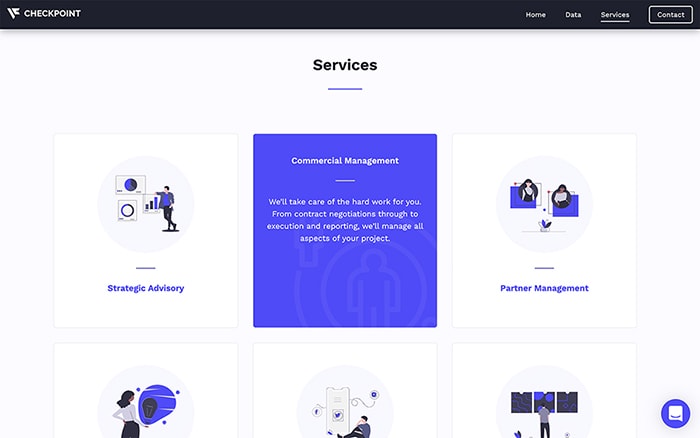 CHECKPOINT
Home
Data
Services
Contact
Services
Commercial Management
We'll take care of the hard work for you.
From contract negotiations through to
execution and reporting, we'll manage all
aspects of your project.
Strategic Advisory
Partner Management